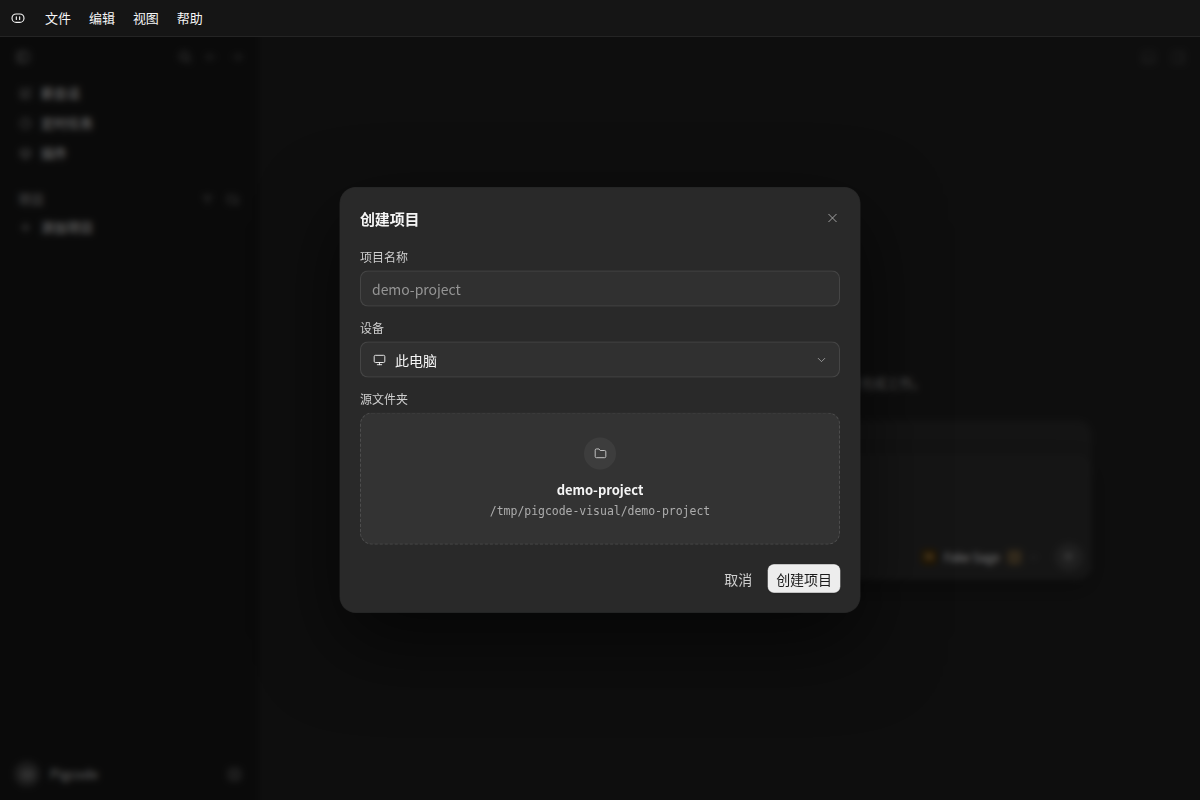 文件 编辑 视图 帮助
创建项目
项目名称
demo-project
设备
此电脑
源文件夹
demo-project
/tmp/pigcode-visual/demo-project
取消 创建项目
Pigcode